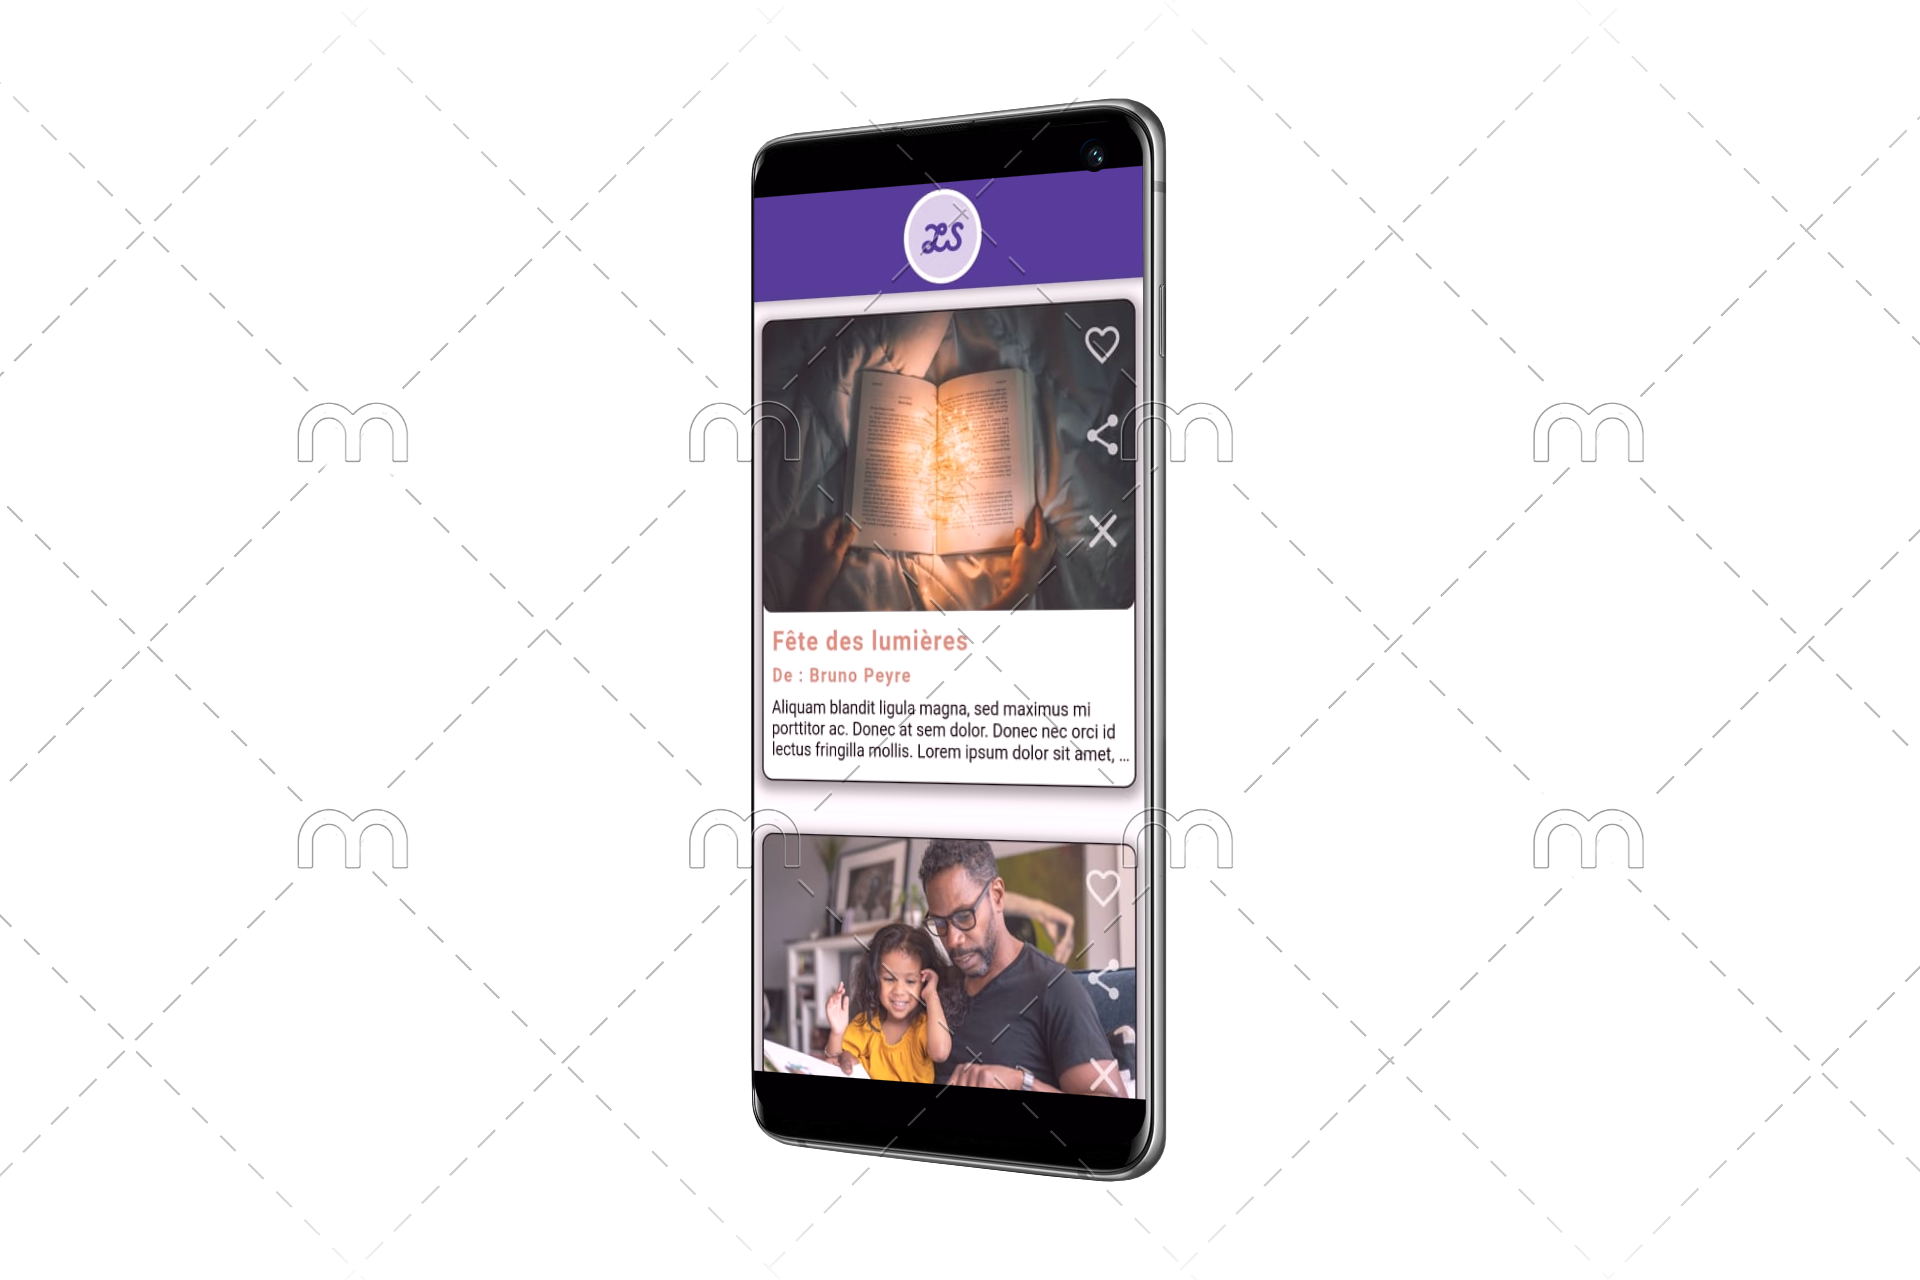 Fête des lumières
De : Bruno Peyre
Aliquam blandit ligula magna, sed maximus mi
porttitor ac. Donec at sem dolor. Donec nec orci id
lectus fringilla mollis. Lorem ipsum dolor sit amet, ...